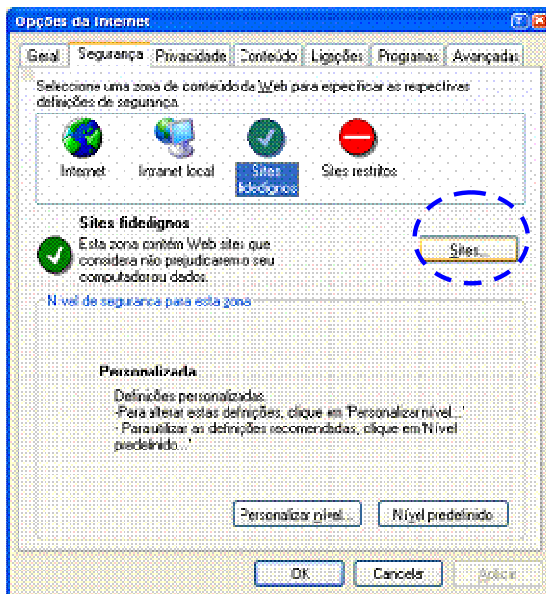 Opções da Internet
Geral Segurança Privacidade Conteúdo Ligações Programas Avançadas
Seleccione uma zona de conteúdo da Web para especificar as respectivas
definições de segurança.
Internet Intranet local Sites Sites restritos
fidedignos
Sites fidedignos
Esta zona contém Web sites que
considera não prejudicarem o seu
computador ou dados.
Sites...
Nível de segurança para esta zona
Personalizada
Definições personalizadas.
-Para alterar estas definições, clique em 'Personalizar nível...'
- Para utilizar as definições recomendadas, clique em 'Nível
predefinido...'
Personalizar nível... Nível predefinido
OK Cancelar Aplicar